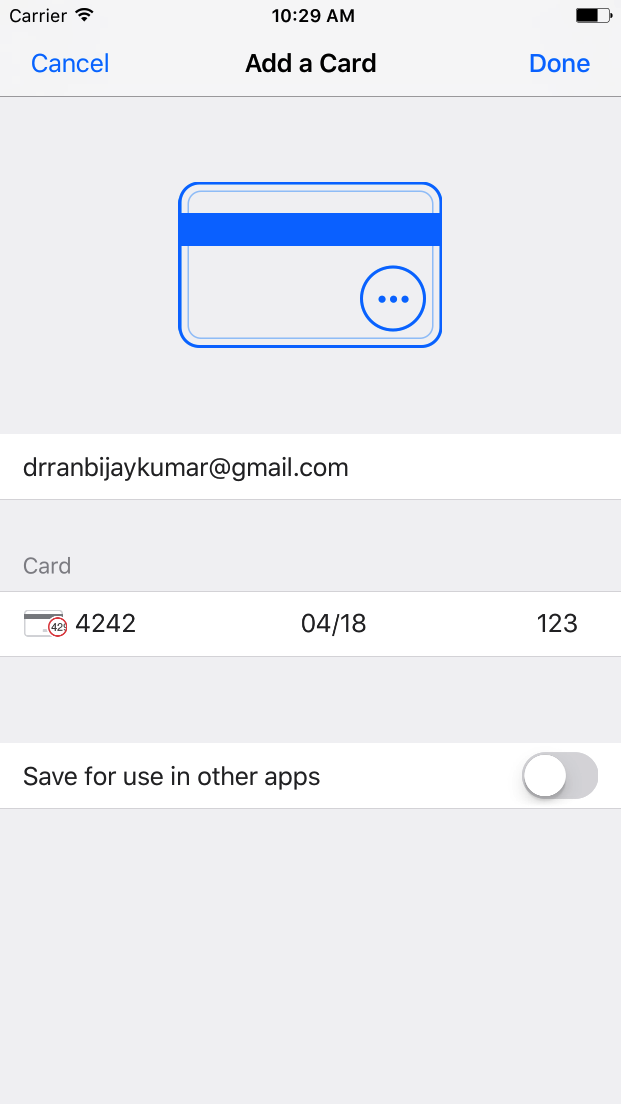 Carrier 10:29 AM
Cancel Add a Card Done
drranbijaykumar@gmail.com
Card
4242 04/18 123
Save for use in other apps